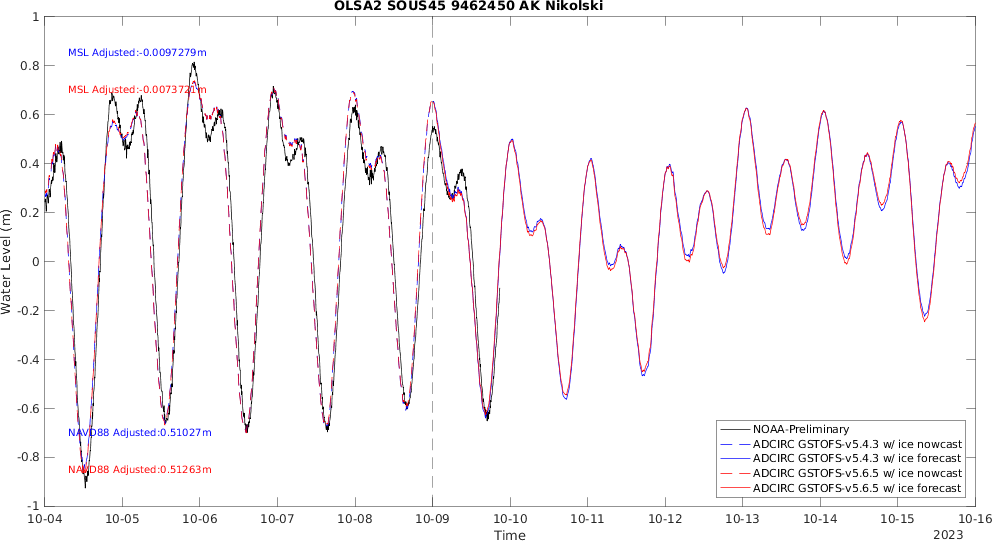 OLSA2 SOUS45 9462450 AK Nikolski
1
0.8
0.6
0.4
0.2
0
-0.2
-0.4
-0.6
-0.8
-1
Water Level (m)
MSL Adjusted:-0.0097279m
MSL Adjusted:-0.0073721m
NAVD88 Adjusted:0.51027m
NAVD88 Adjusted:0.51263m
NOAA-Preliminary
ADCIRC GSTOFS-v5.4.3 w/ ice nowcast
ADCIRC GSTOFS-v5.4.3 w/ ice forecast
ADCIRC GSTOFS-v5.6.5 w/ ice nowcast
ADCIRC GSTOFS-v5.6.5 w/ ice forecast
10-04 10-05 10-06 10-07 10-08 10-09 10-10 10-11 10-12 10-13 10-14 10-15 10-16
Time
2023